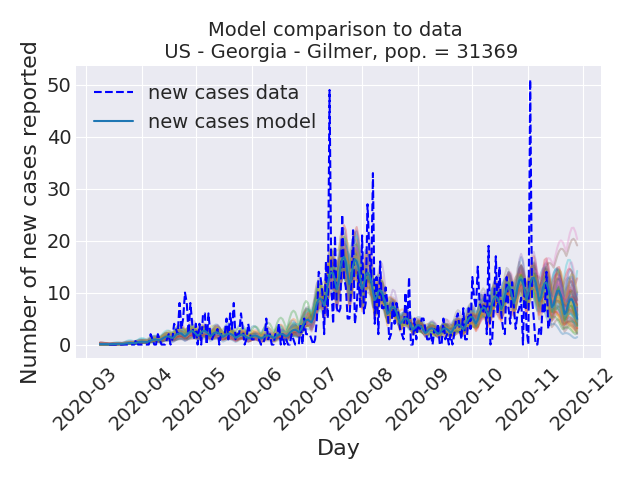 Model comparison to data
US - Georgia - Gilmer, pop. = 31369
Number of new cases reported
50
40
30
20
10
0
new cases data
new cases model
2020-03
2020-04
2020-05
2020-06
2020-07
2020-08
2020-09
2020-10
2020-11
2020-12
Day